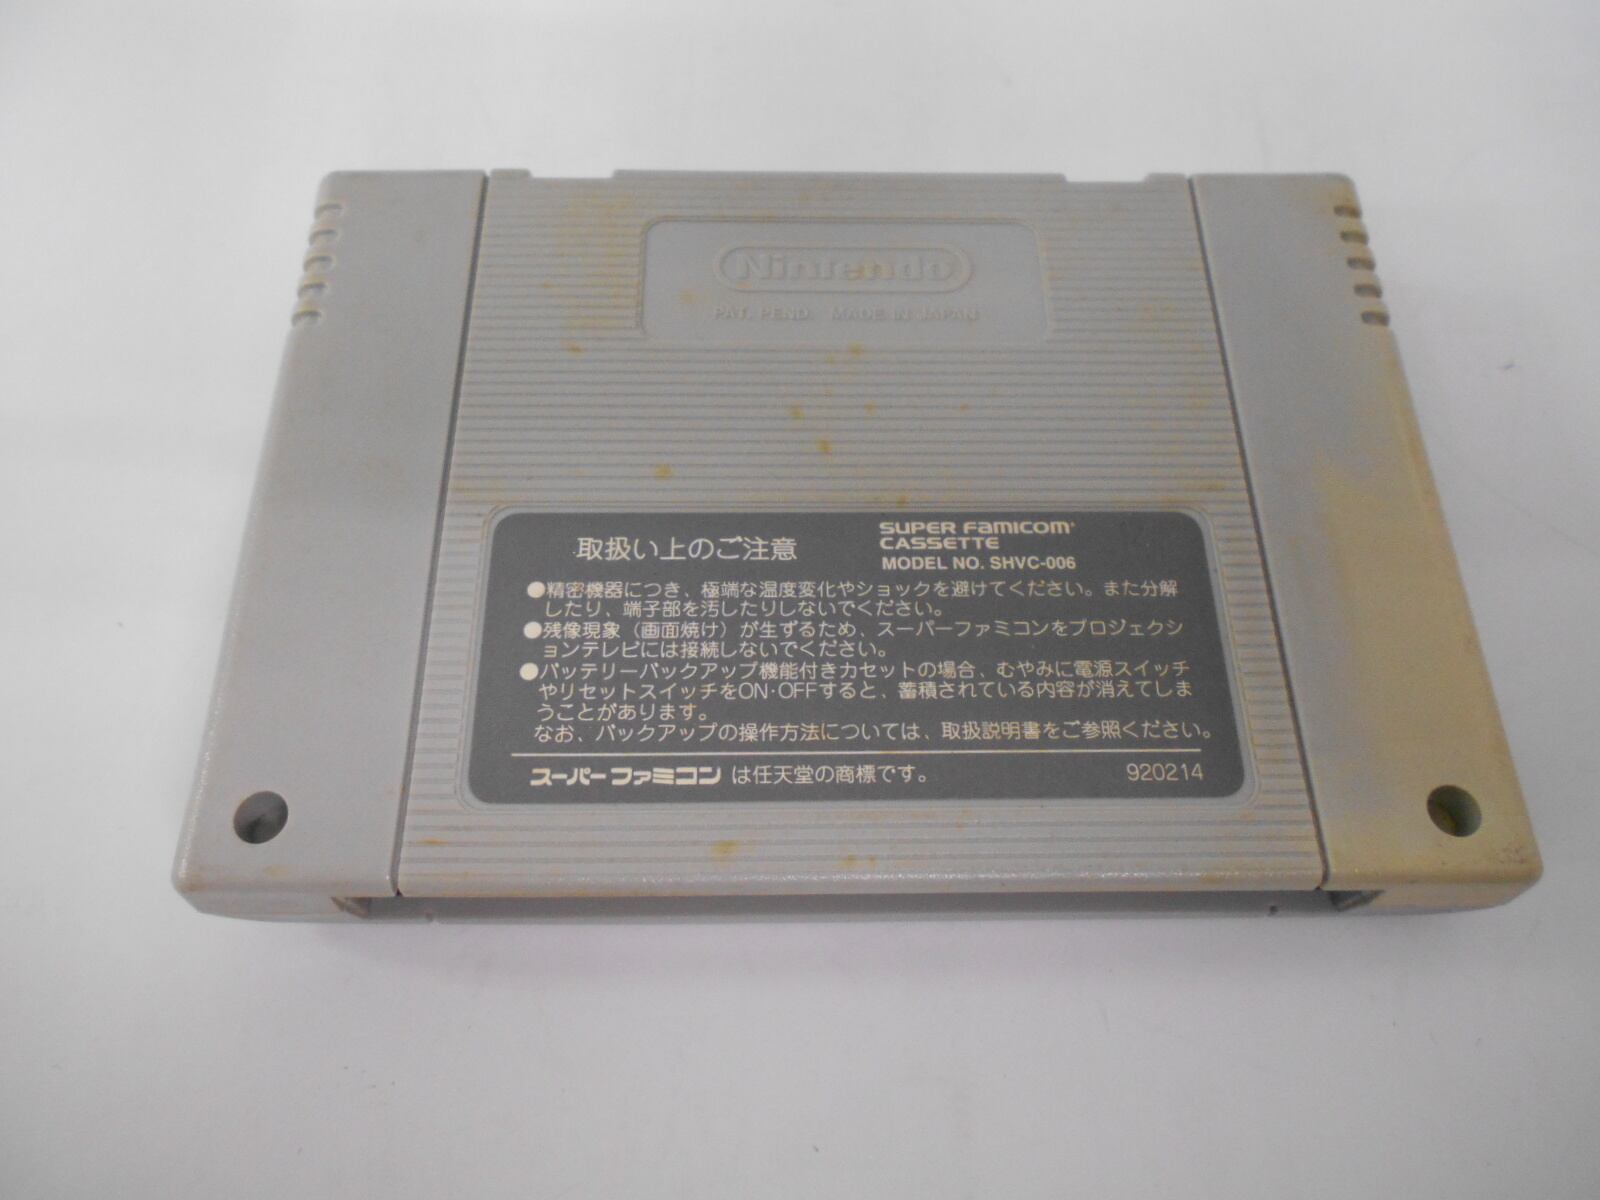 Nintendo
PAT. PEND. MADE IN JAPAN
取扱い上のご注意
SUPER FAMICOM
CASSETTE
MODEL NO. SHVC-006
●精密機器につき、極端な温度変化やショックを避けてください。また分解
したり、端子部を汚したりしないでください。
●残像現象（画面焼け）が生ずるため、スーパーファミコンをプロジェクシ
ョンテレビには接続しないでください。
●バッテリーバックアップ機能付きカセットの場合、むやみに電源スイッチ
やリセットスイッチをON・OFFすると、蓄積されている内容が消えてしま
うことがあります。
なお、バックアップの操作方法については、取扱説明書をご参照ください。
スーパーファミコン は任天堂の商標です。
920214